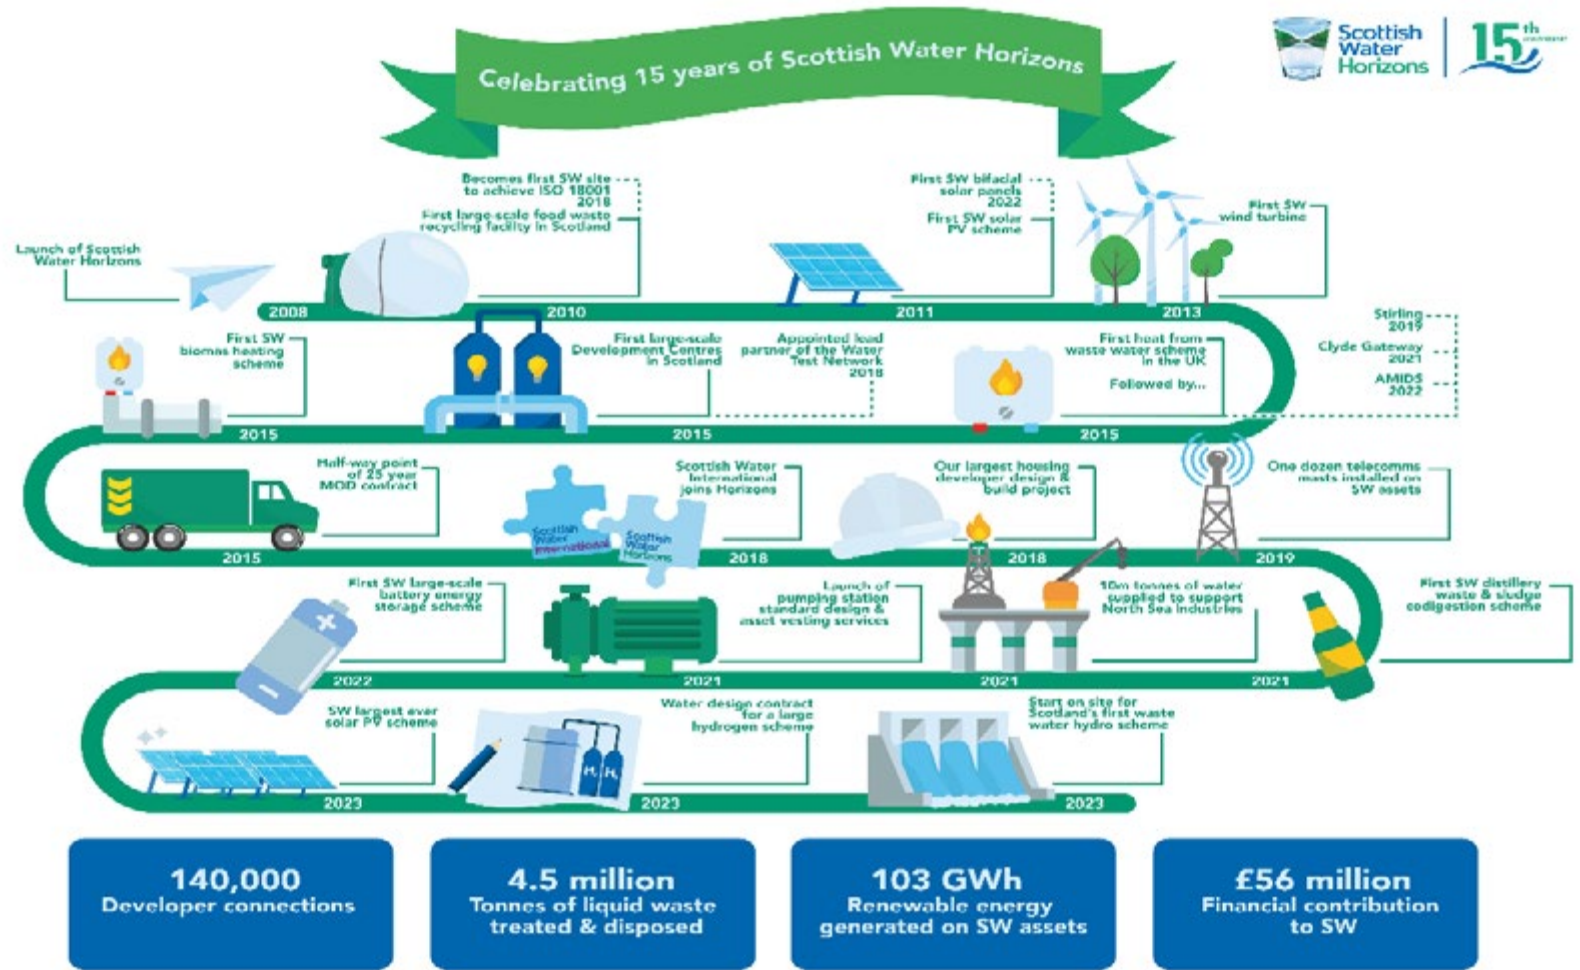 Celebrating 15 years of Scottish Water Horizons
Scottish
Water
Horizons
15th
Launch of Scottish
Water Horizons
2008
Becomes first SW site
to achieve ISO 18001
2018
First large-scale food waste
recycling facility in Scotland
2010
First SW bifacial
solar panels
2022
First SW solar
PV scheme
2011
First SW
wind turbine
2013
Stirling
2019
Clyde Gateway
2021
AMIDS
2022
First heat from
waste water scheme
in the UK
Followed by...
2015
Appointed lead
partner of the Water
Test Network
2018
First large-scale
Development Centres
in Scotland
2015
First SW
biomas heating
scheme
2015
Half-way point
of 25 year
MOD contract
2015
Scottish
Water
International
Scottish
Water
Horizons
Scottish Water
International
joins Horizons
2018
Our largest housing
developer design &
build project
2018
One dozen telecomms
masts installed on
SW assets
2019
First SW distillery
waste & sludge
codigestion scheme
2021
10m tonnes of water
supplied to support
North Sea Industries
2021
Launch of
pumping station
standard design &
asset vesting services
2021
First SW large-scale
battery energy
storage scheme
2022
SW largest ever
solar PV scheme
2023
Water design contract
for a large
hydrogen scheme
H₂ H₂
2023
Start on site for
Scotland's first waste
water hydro scheme
2023
140,000
Developer connections
4.5 million
Tonnes of liquid waste
treated & disposed
103 GWh
Renewable energy
generated on SW assets
£56 million
Financial contribution
to SW